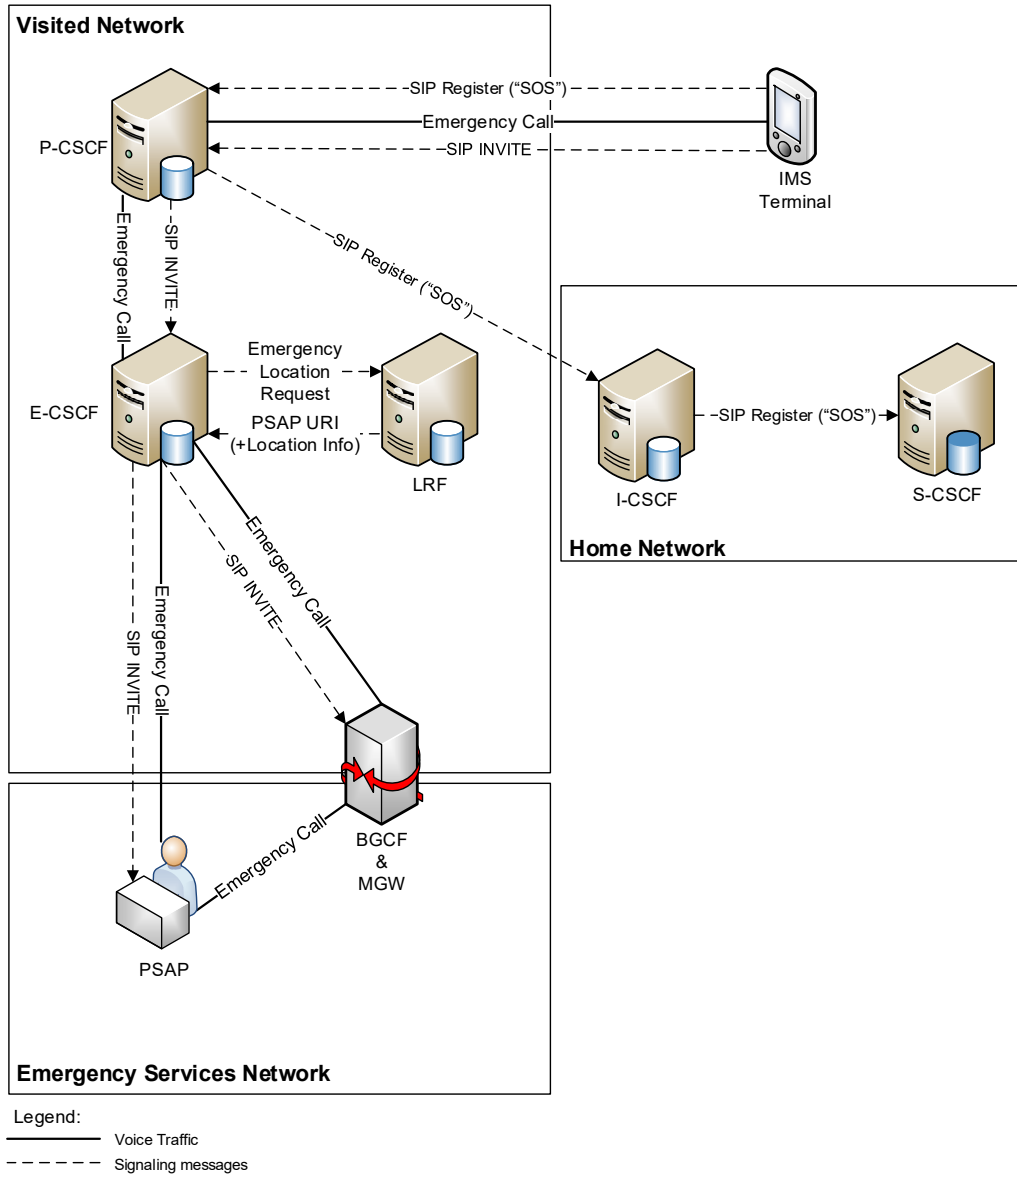 Visited Network
SIP Register (“SOS”)
Emergency Call
SIP INVITE
P-CSCF
IMS
Terminal
Emergency Call
SIP INVITE
SIP Register (“SOS”)
Emergency
Location
Request
E-CSCF
PSAP URI
(+Location Info)
LRF
SIP Register (“SOS”)
I-CSCF
S-CSCF
Home Network
Emergency Call
SIP INVITE
Emergency Call
SIP INVITE
BGCF
&
MGW
Emergency Call
PSAP
Emergency Services Network
Legend:
Voice Traffic
Signaling messages